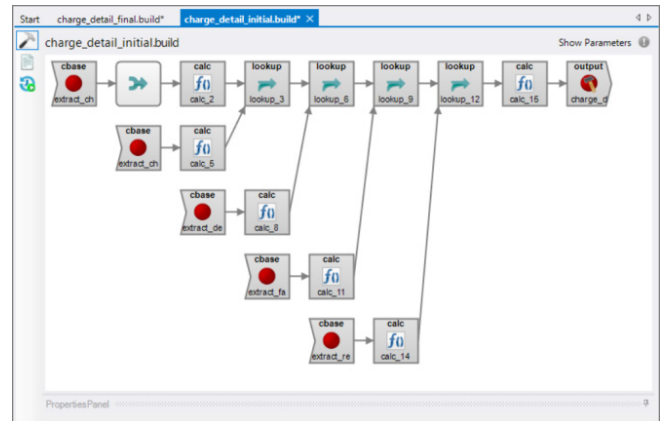 Start charge_detail_final.build* charge_detail_initial.build*
charge_detail_initial.build Show Parameters
cbase calc lookup lookup lookup lookup calc output
extract_ch calc_2 lookup_3 lookup_6 lookup_9 lookup_12 calc_15 charge_d
cbase calc
extract_ch calc_5
cbase calc
extract_de calc_8
cbase calc
extract_fa calc_11
cbase calc
extract_re calc_14
PropertiesPanel